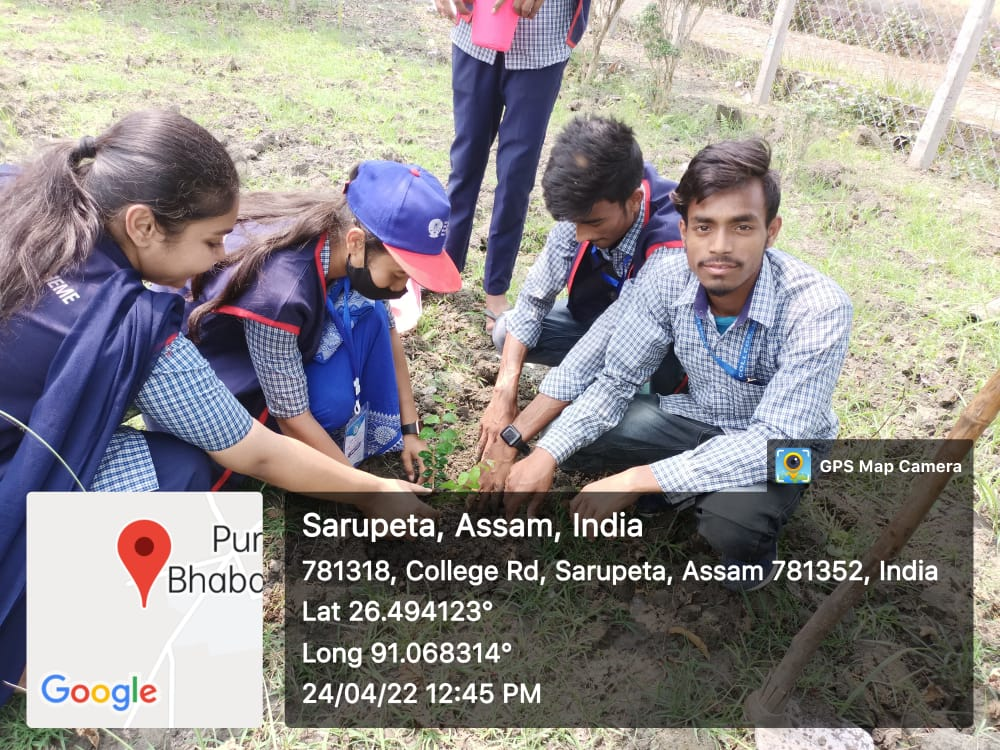 EME
GPS Map Camera
Pur
Bhaba
Google
Sarupeta, Assam, India
781318, College Rd, Sarupeta, Assam 781352, India
Lat 26.494123°
Long 91.068314°
24/04/22 12:45 PM